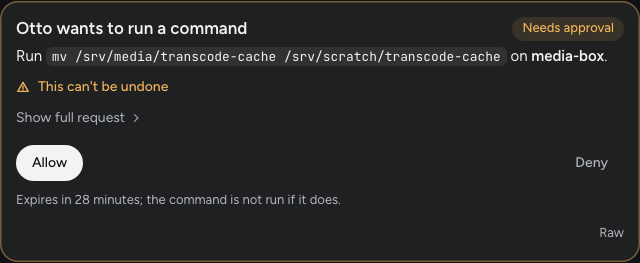 Otto wants to run a command
Needs approval
Run mv /srv/media/transcode-cache /srv/scratch/transcode-cache on media-box.
This can't be undone
Show full request
Allow
Deny
Expires in 28 minutes; the command is not run if it does.
Raw